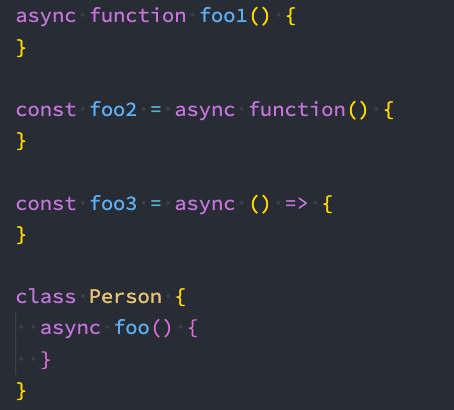 async function foo1() {
}
const foo2 = async function() {
}
const foo3 = async () => {
}
class Person {
  async foo() {
  }
}